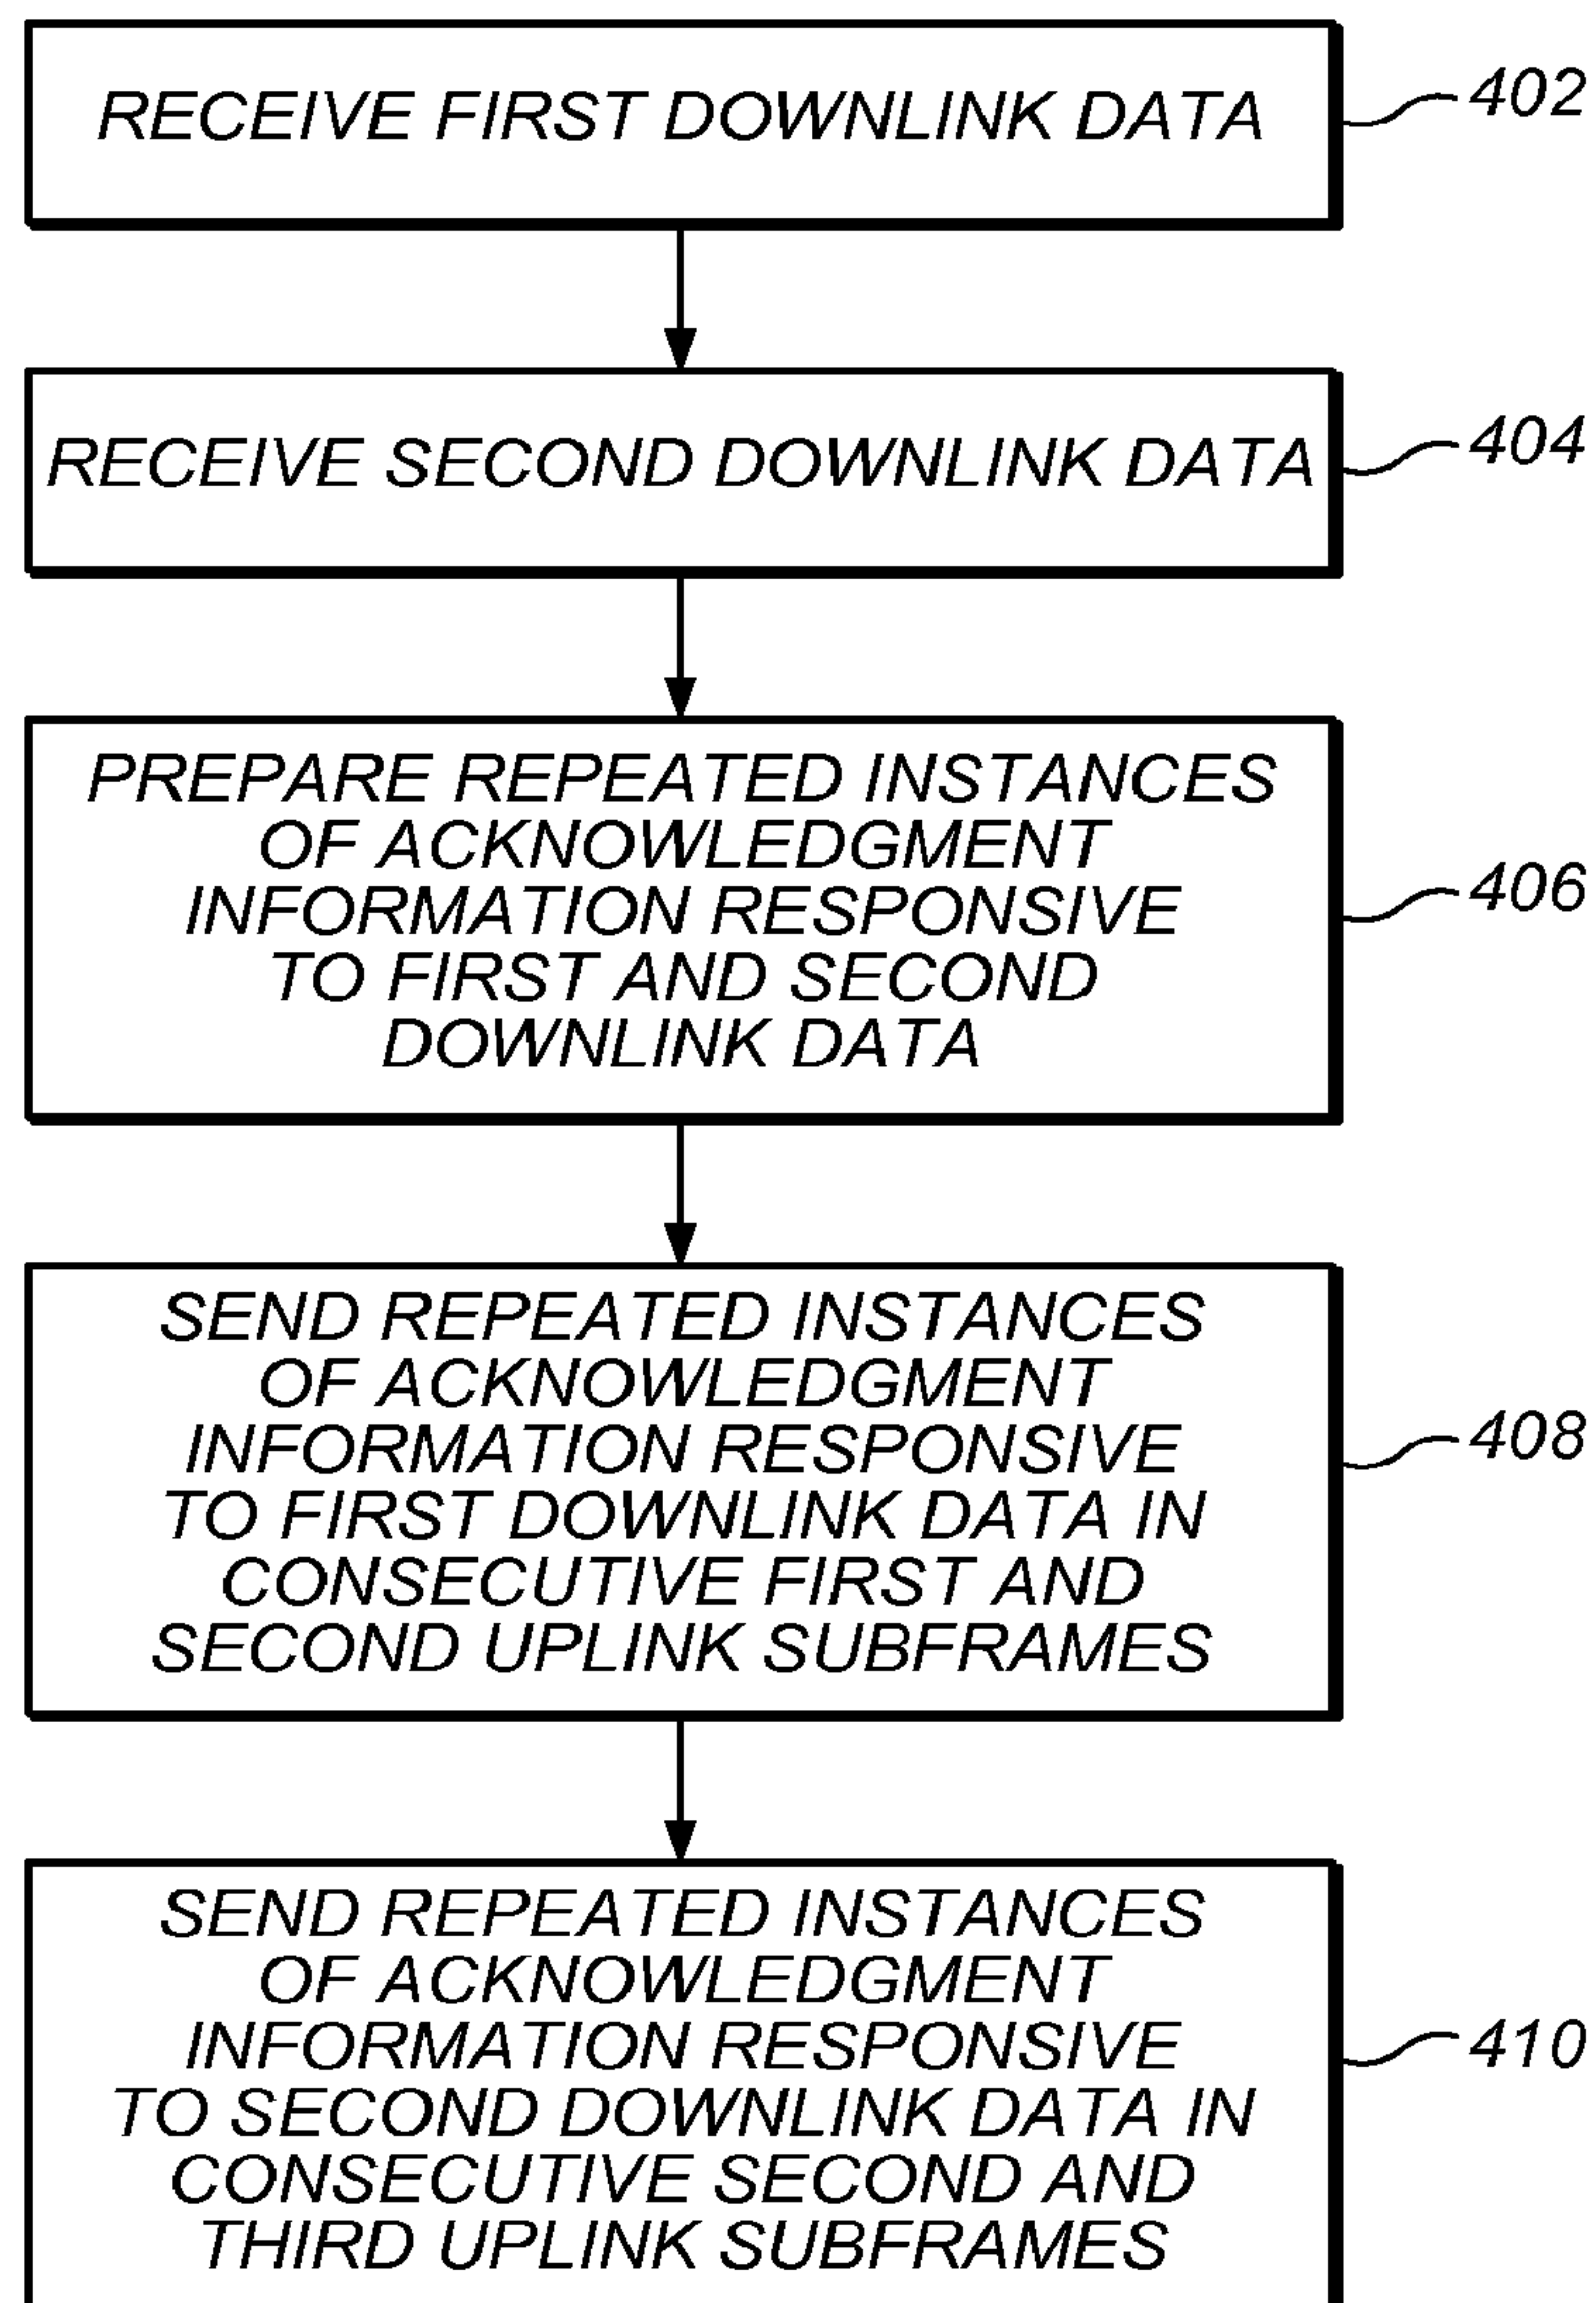 RECEIVE FIRST DOWNLINK DATA
402
RECEIVE SECOND DOWNLINK DATA
404
PREPARE REPEATED INSTANCES
OF ACKNOWLEDGMENT
INFORMATION RESPONSIVE
TO FIRST AND SECOND
DOWNLINK DATA
406
SEND REPEATED INSTANCES
OF ACKNOWLEDGMENT
INFORMATION RESPONSIVE
TO FIRST DOWNLINK DATA IN
CONSECUTIVE FIRST AND
SECOND UPLINK SUBFRAMES
408
SEND REPEATED INSTANCES
OF ACKNOWLEDGMENT
INFORMATION RESPONSIVE
TO SECOND DOWNLINK DATA IN
CONSECUTIVE SECOND AND
THIRD UPLINK SUBFRAMES
410